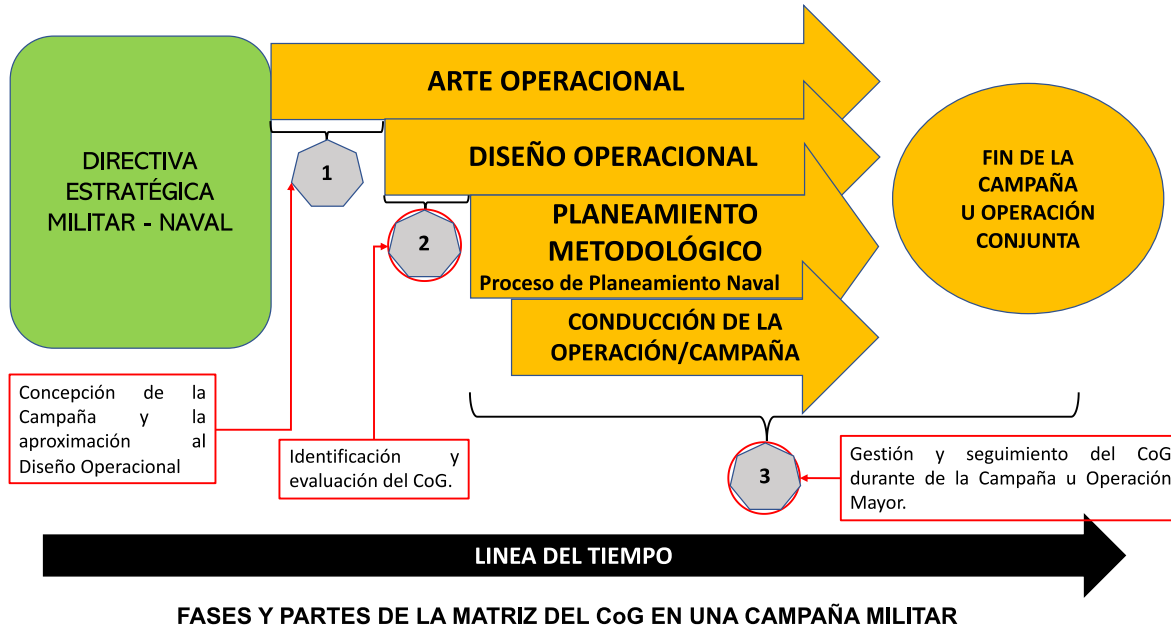 DIRECTIVA
ESTRATÉGICA
MILITAR - NAVAL
ARTE OPERACIONAL
1
DISEÑO OPERACIONAL
2
PLANEAMIENTO
METODOLÓGICO
Proceso de Planeamiento Naval
CONDUCCIÓN DE LA
OPERACIÓN/CAMPAÑA
FIN DE LA
CAMPAÑA
U OPERACIÓN
CONJUNTA
Concepción de la
Campaña y la
aproximación al
Diseño Operacional
Identificación y
evaluación del CoG.
3
Gestión y seguimiento del CoG
durante de la Campaña u Operación
Mayor.
LINEA DEL TIEMPO
FASES Y PARTES DE LA MATRIZ DEL CoG EN UNA CAMPAÑA MILITAR